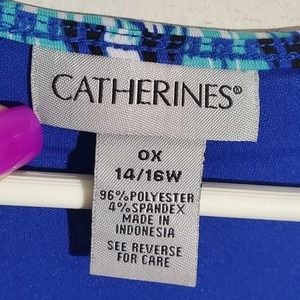 CATHERINES®
0X
14/16W
96% POLYESTER
4% SPANDEX
MADE IN
INDONESIA
SEE REVERSE
FOR CARE